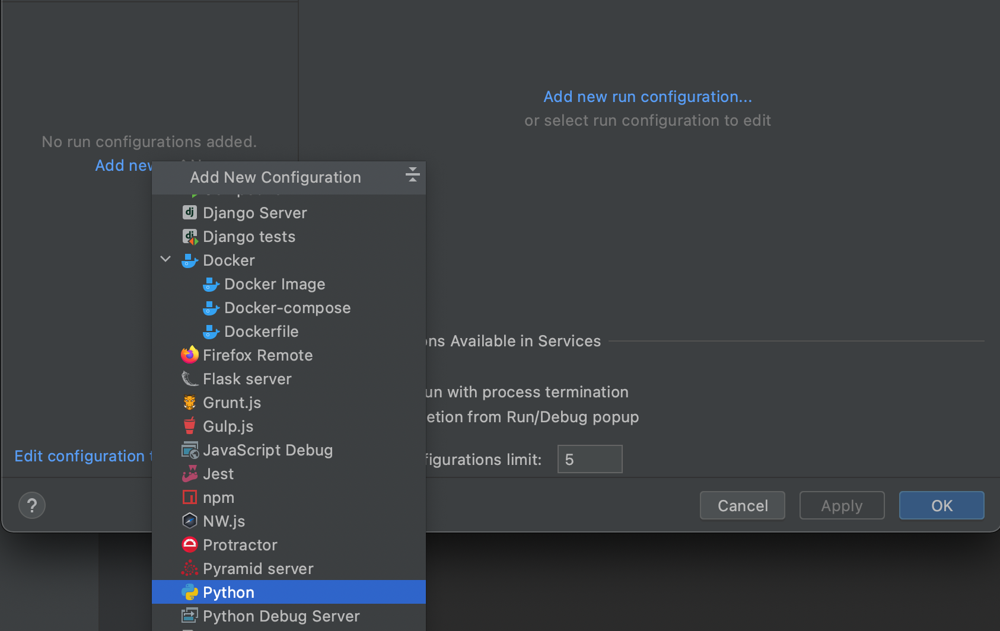 Add new run configuration...
or select run configuration to edit
No run configurations added.
Add new
Add New Configuration
Django Server
Django tests
Docker
Docker Image
Docker-compose
Dockerfile
Firefox Remote
Flask server
Grunt.js
Gulp.js
JavaScript Debug
Jest
npm
NW.js
Protractor
Pyramid server
Python
Python Debug Server
ons Available in Services
un with process termination
etion from Run/Debug popup
Edit configuration
figurations limit: 5
?
Cancel
Apply
OK